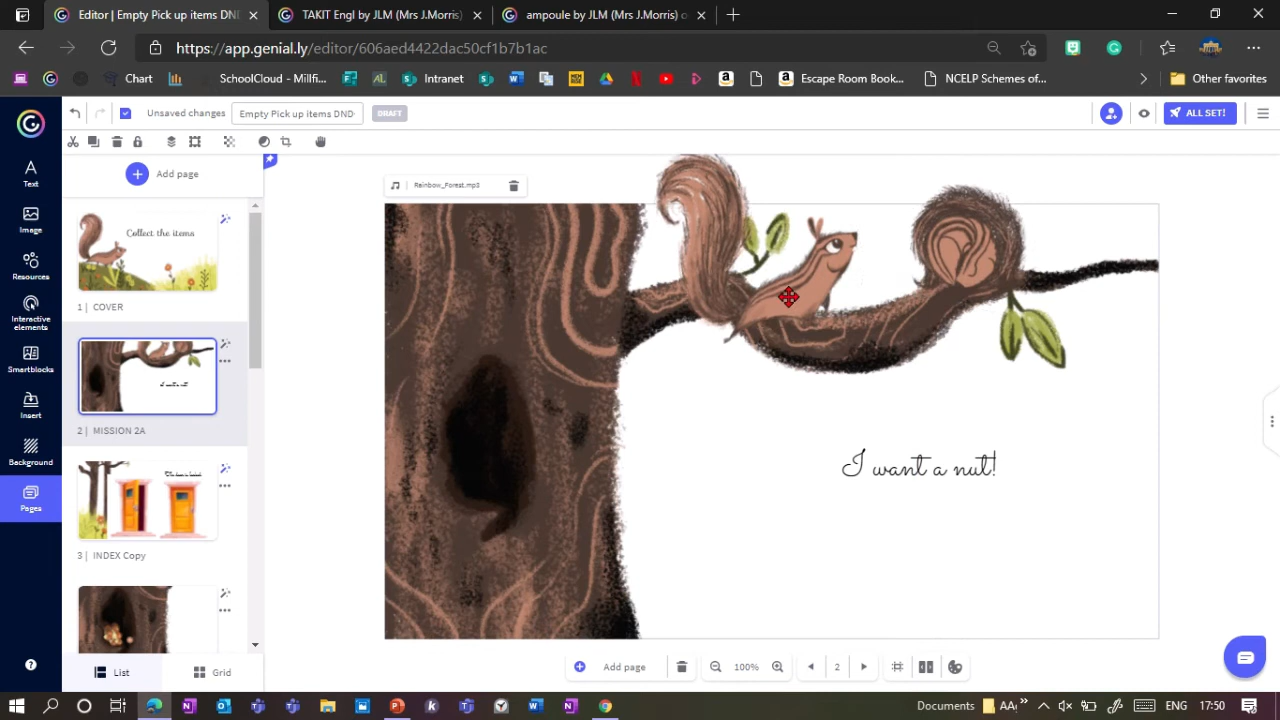 Editor | Empty Pick up items DND
TAKIT Engl by JLM (Mrs J.Morris)
ampoule by JLM (Mrs J.Morris) o
https://app.genial.ly/editor/606aed4422dac50cf1b7b1ac
Chart
SchoolCloud - Millfi...
Intranet
Escape Room Book...
NCELP Schemes of...
Other favorites
Unsaved changes
Empty Pick up items DND
DRAFT
ALL SET!
Text
Image
Resources
Interactive
elements
Smartblocks
Insert
Background
Pages
Add page
Collect the items
1 | COVER
2 | MISSION 2A
3 | INDEX Copy
List
Grid
Rainbow_Forest.mp3
I want a nut!
Add page
100%
2
Documents
ENG
17:50